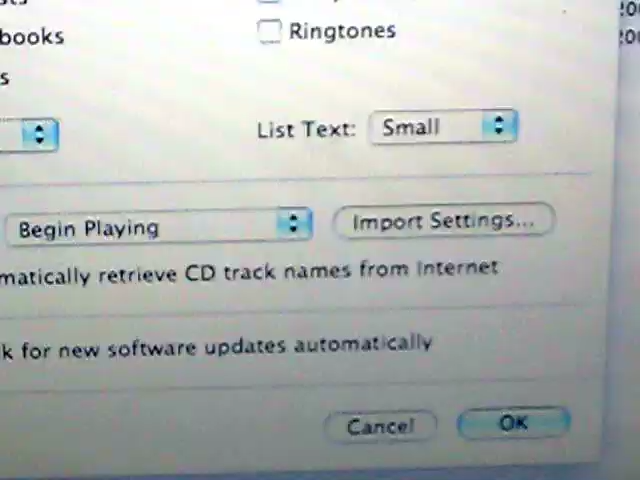 books
Ringtones
s
List Text: Small
Begin Playing
Import Settings...
matically retrieve CD track names from Internet
k for new software updates automatically
Cancel
OK